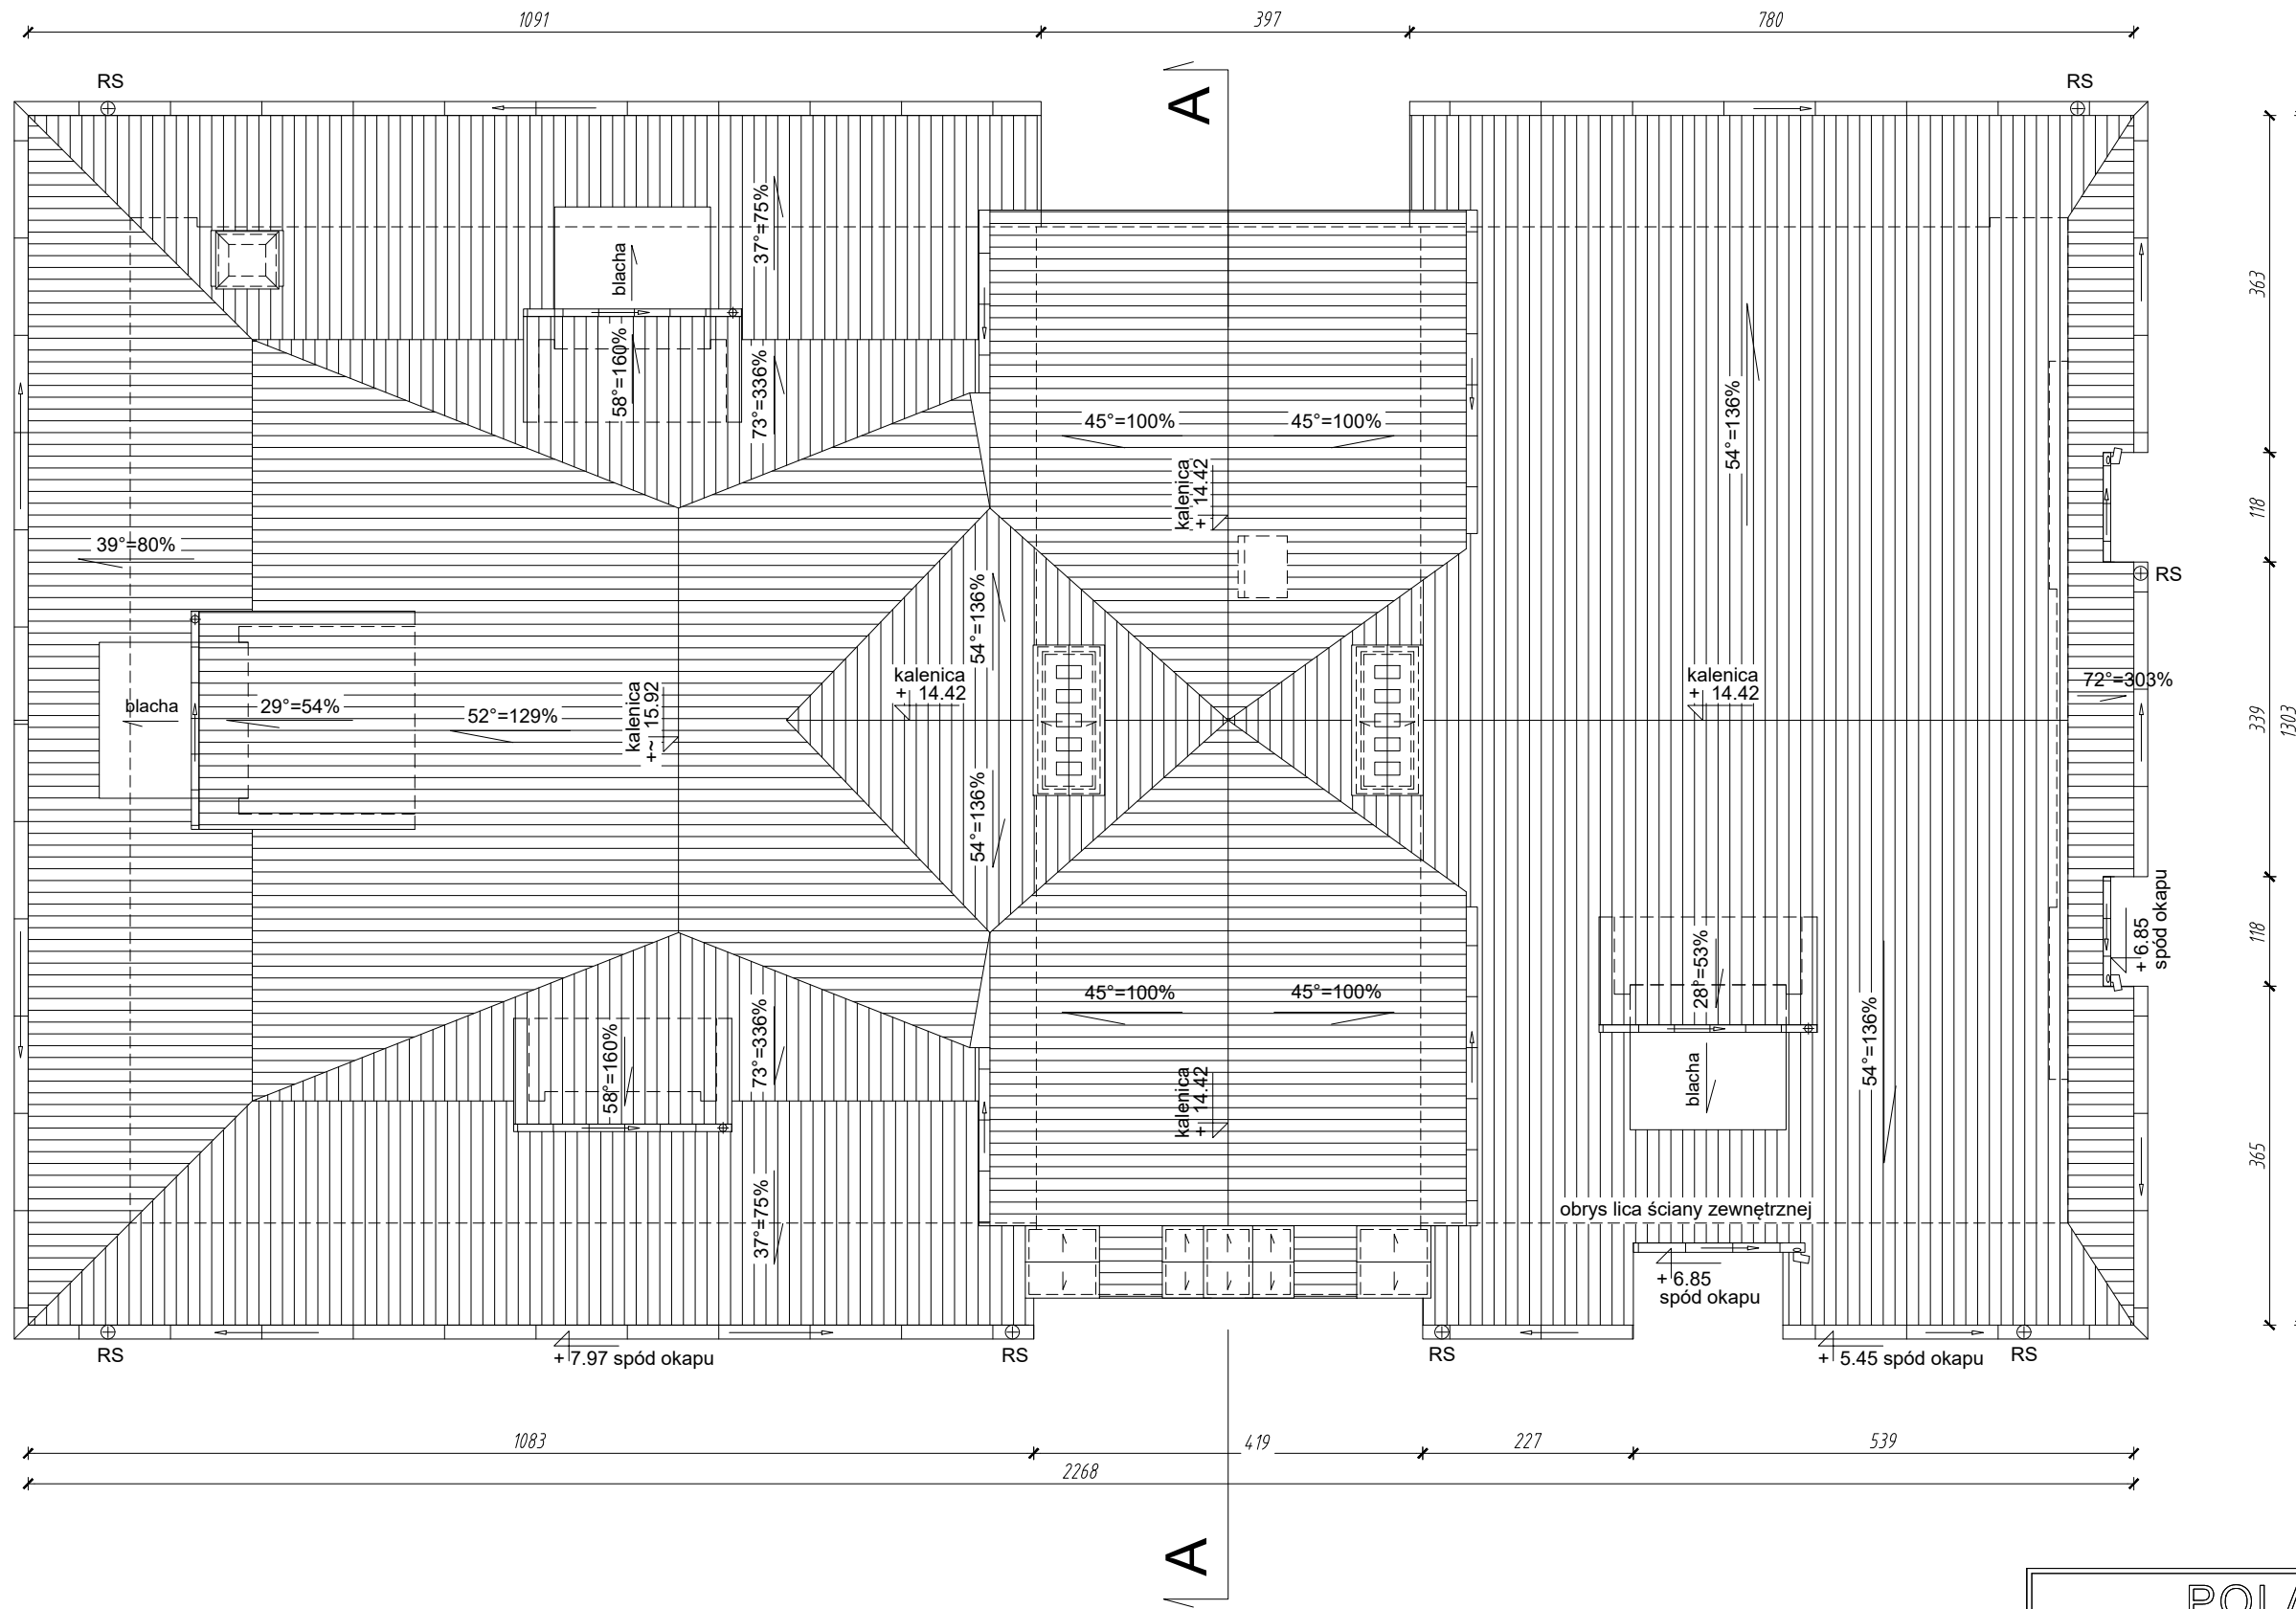 1091
397
780
RS
A
RS
37°=75%
blacha
58°=160%
73°=336%
363
54°=136%
45°=100%
45°=100%
kalenica
+ 14.42
118
39°=80%
RS
54°=136%
kalenica
+ 14.42
kalenica
+ 14.42
72°=303%
blacha
29°=54%
52°=129%
kalenica
+~ 15.92
339
1303
54°=136%
+ 6.85
spód okapu
118
28°=53%
45°=100%
45°=100%
73°=336%
58°=160%
54°=136%
kalenica
+ 14.42
blacha
365
37°=75%
obrys lica ściany zewnętrznej
+ 6.85
spód okapu
RS
+ 7.97 spód okapu
RS
RS
+ 5.45 spód okapu
RS
1083
419
227
539
2268
A